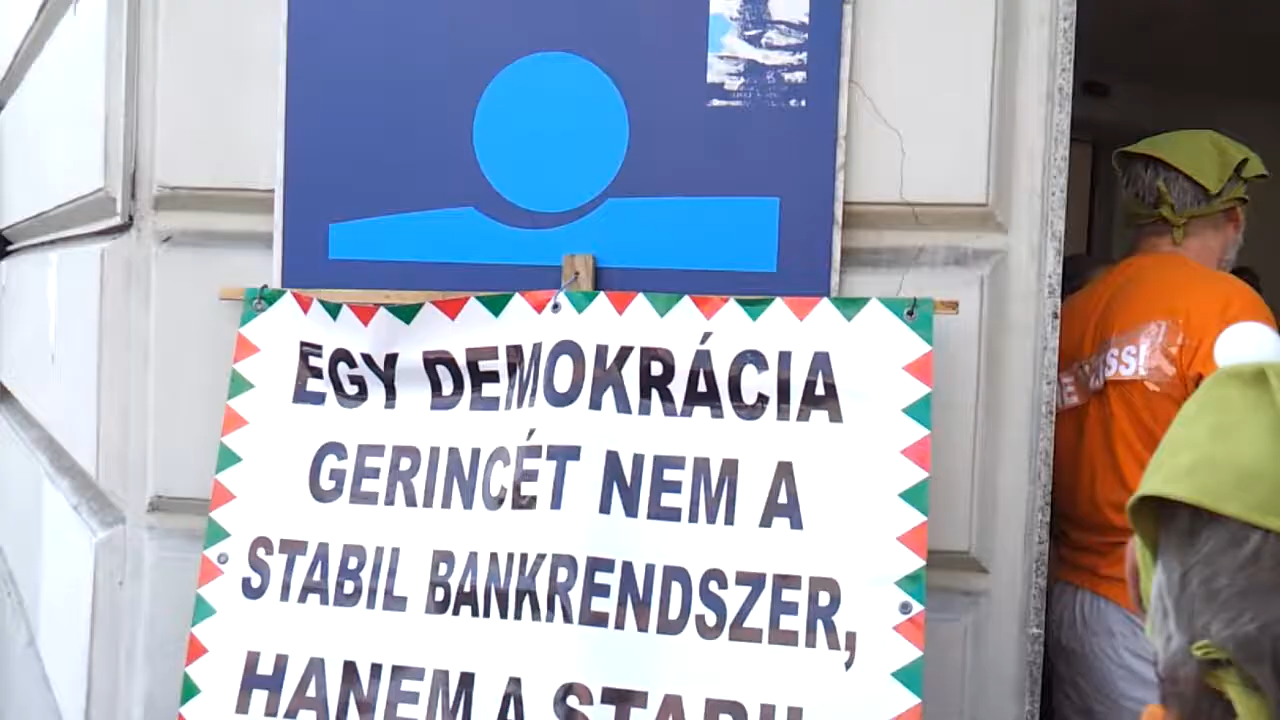 EGY DEMOKRÁCIA
GERINCÉT NEM A
STABIL BANKRENDSZER,
HANEM A STABIL